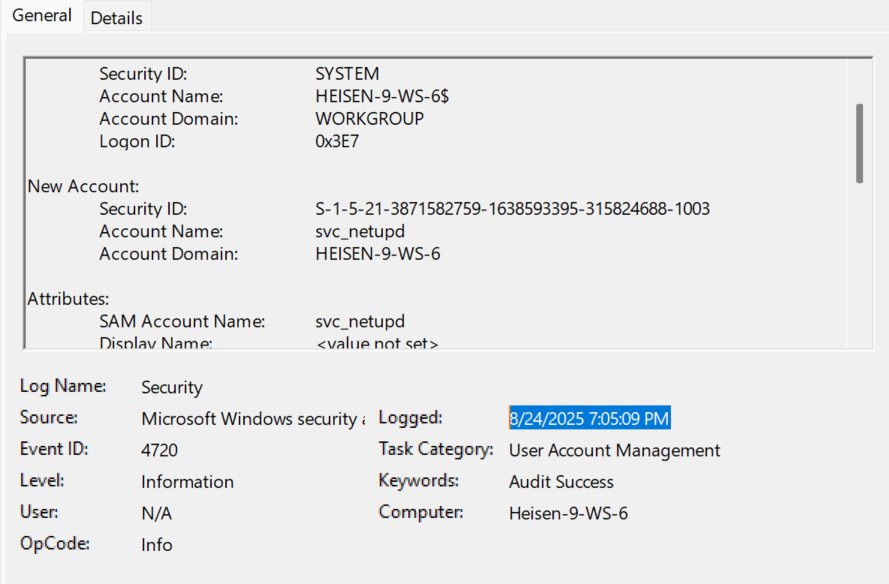 General Details
Security ID: SYSTEM
Account Name: HEISEN-9-WS-6$
Account Domain: WORKGROUP
Logon ID: 0x3E7
New Account:
Security ID: S-1-5-21-3871582759-1638593395-315824688-1003
Account Name: svc_netupd
Account Domain: HEISEN-9-WS-6
Attributes:
SAM Account Name: svc_netupd
Display Name: <value not set>
Log Name: Security
Source: Microsoft Windows security a Logged: 8/24/2025 7:05:09 PM
Event ID: 4720 Task Category: User Account Management
Level: Information Keywords: Audit Success
User: N/A Computer: Heisen-9-WS-6
OpCode: Info